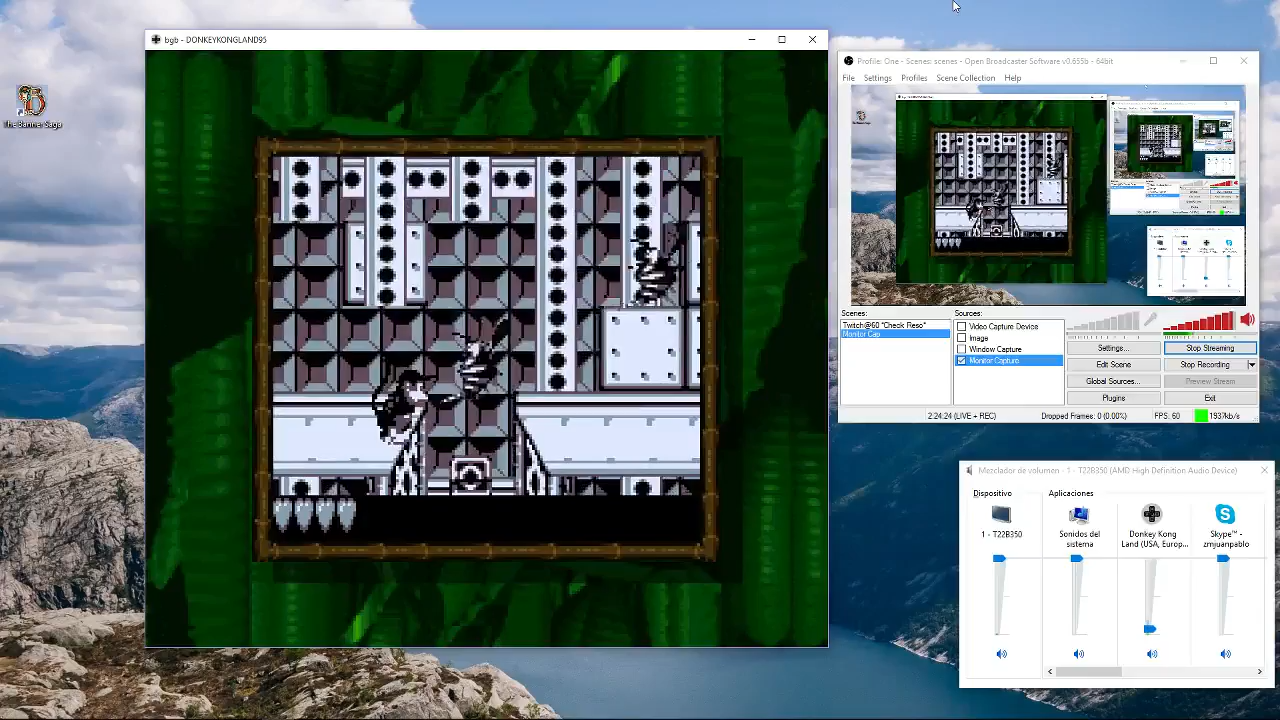 bgb - DONKEYKONGLAND95
The Banner Saga
Profile: One - Scenes: scenes - Open Broadcaster Software v0.655b - 64bit
File Settings Profiles Scene Collection Help
Scenes:
Twitch@60 *Check Reso*
Monitor Cap
Sources:
Video Capture Device
Image
Window Capture
Monitor Capture
Settings...
Stop Streaming
Edit Scene
Stop Recording
Global Sources...
Preview Stream
Plugins
Exit
2:24:24 (LIVE + REC)
Dropped Frames: 0 (0.00%)
FPS: 60
1937kb/s
Mezclador de volumen - 1 - T22B350 (AMD High Definition Audio Device)
Dispositivo
Aplicaciones
1 - T22B350
Sonidos del
sistema
Donkey Kong
Land (USA, Europ...
Skype™ -
zmjuanpablo